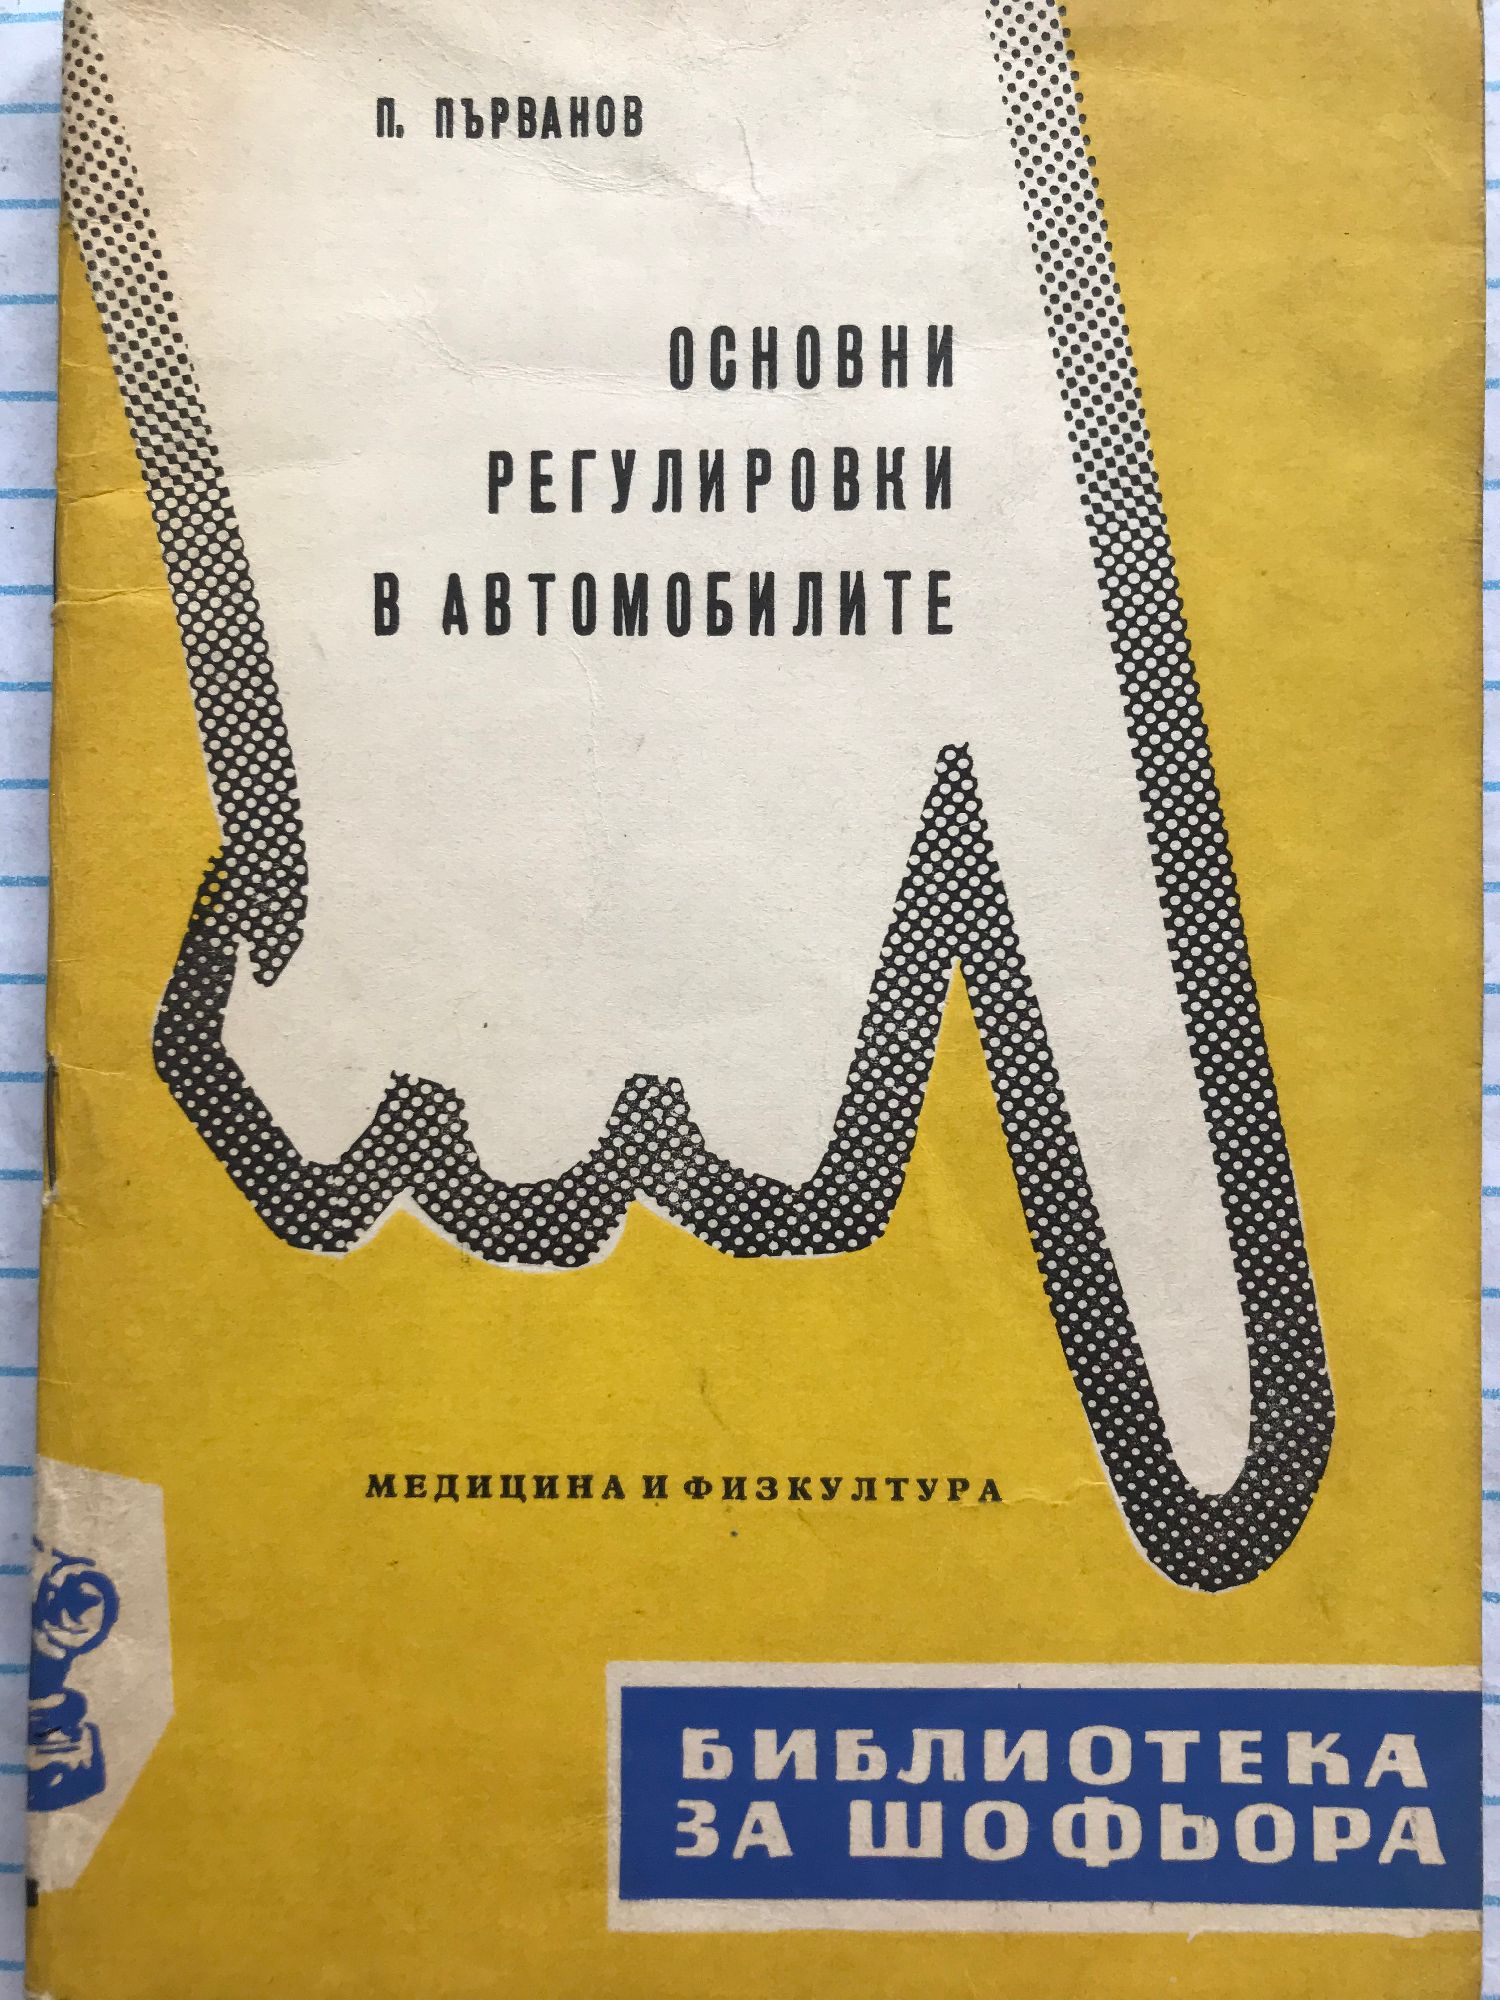 П. ПЪРВАНОВ
ОСНОВНИ
РЕГУЛИРОВКИ
В АВТОМОБИЛИТЕ
МЕДИЦИНА И ФИЗКУЛТУРА
БИБЛИОТЕКА
ЗА ШОФЬОРА